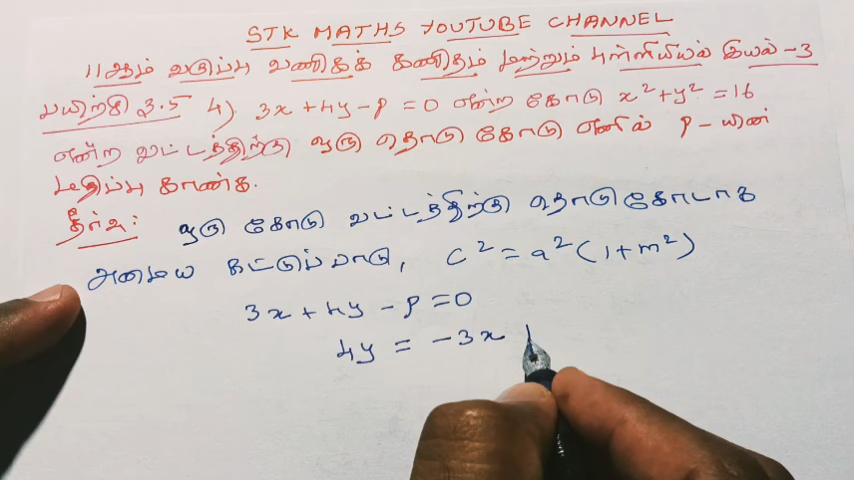 STK MATHS YOUTUBE CHANNEL
11ஆம் வகுப்பு வணிகக் கணிதம் மற்றும் புள்ளியியல் இயல் -3
பயிற்சி 3.5 4) 3x+4y-p=0 என்ற கோடு x²+y²=16
என்ற வட்டத்திற்கு ஒரு தொடு கோடு எனில் P-யின்
மதிப்பு காண்க.
தீர்வு: ஒரு கோடு வட்டத்திற்கு தொடுகோடாக
அமைய கட்டுப்பாடு, c²=a²(1+m²)
3x+4y-p=0
4y = -3x